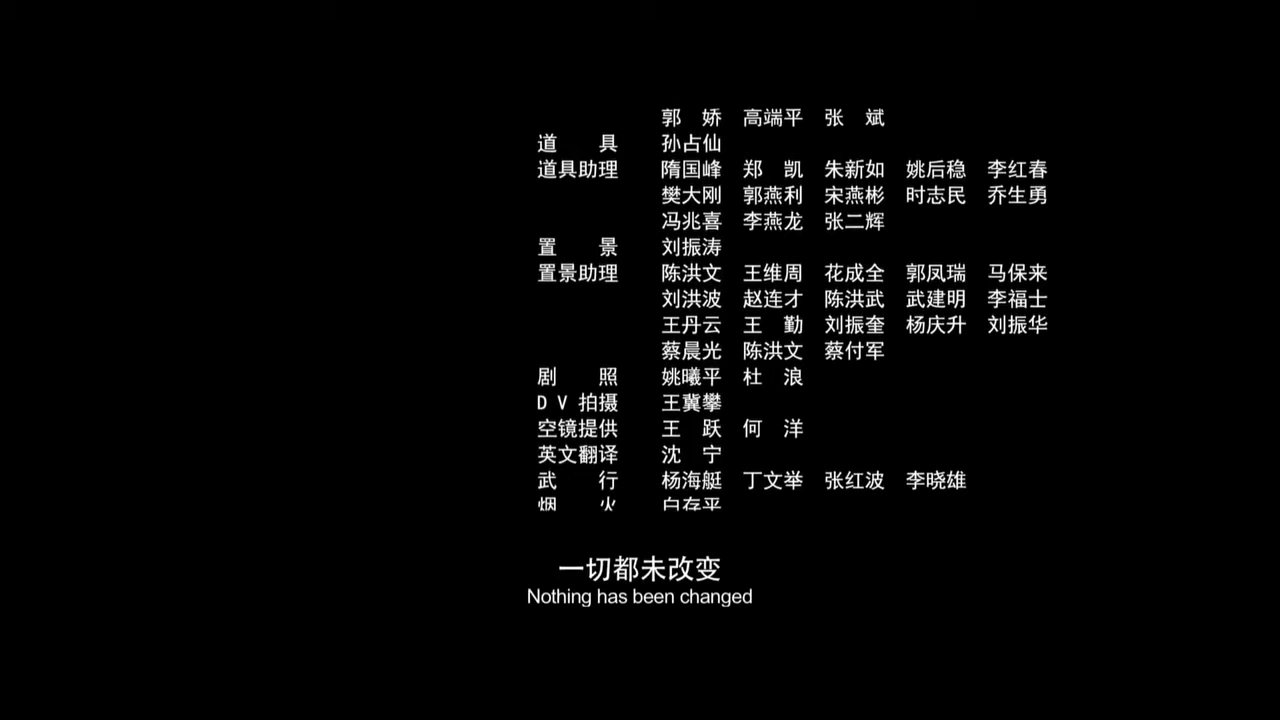 郭 娇 高端平 张 斌
道 具 孙占仙
道具助理 隋国峰 郑 凯 朱新如 姚后稳 李红春
樊大刚 郭燕利 宋燕彬 时志民 乔生勇
冯兆喜 李燕龙 张二辉
置 景 刘振涛
置景助理 陈洪文 王维周 花成全 郭凤瑞 马保来
刘洪波 赵连才 陈洪武 武建明 李福士
王丹云 王 勤 刘振奎 杨庆升 刘振华
蔡晨光 陈洪文 蔡付军
剧 照 姚曦平 杜 浪
DV 拍摄 王冀攀
空镜提供 王 跃 何 洋
英文翻译 沈 宁
武 行 杨海艇 丁文举 张红波 李晓雄
烟 火 白存平
一切都未改变
Nothing has been changed